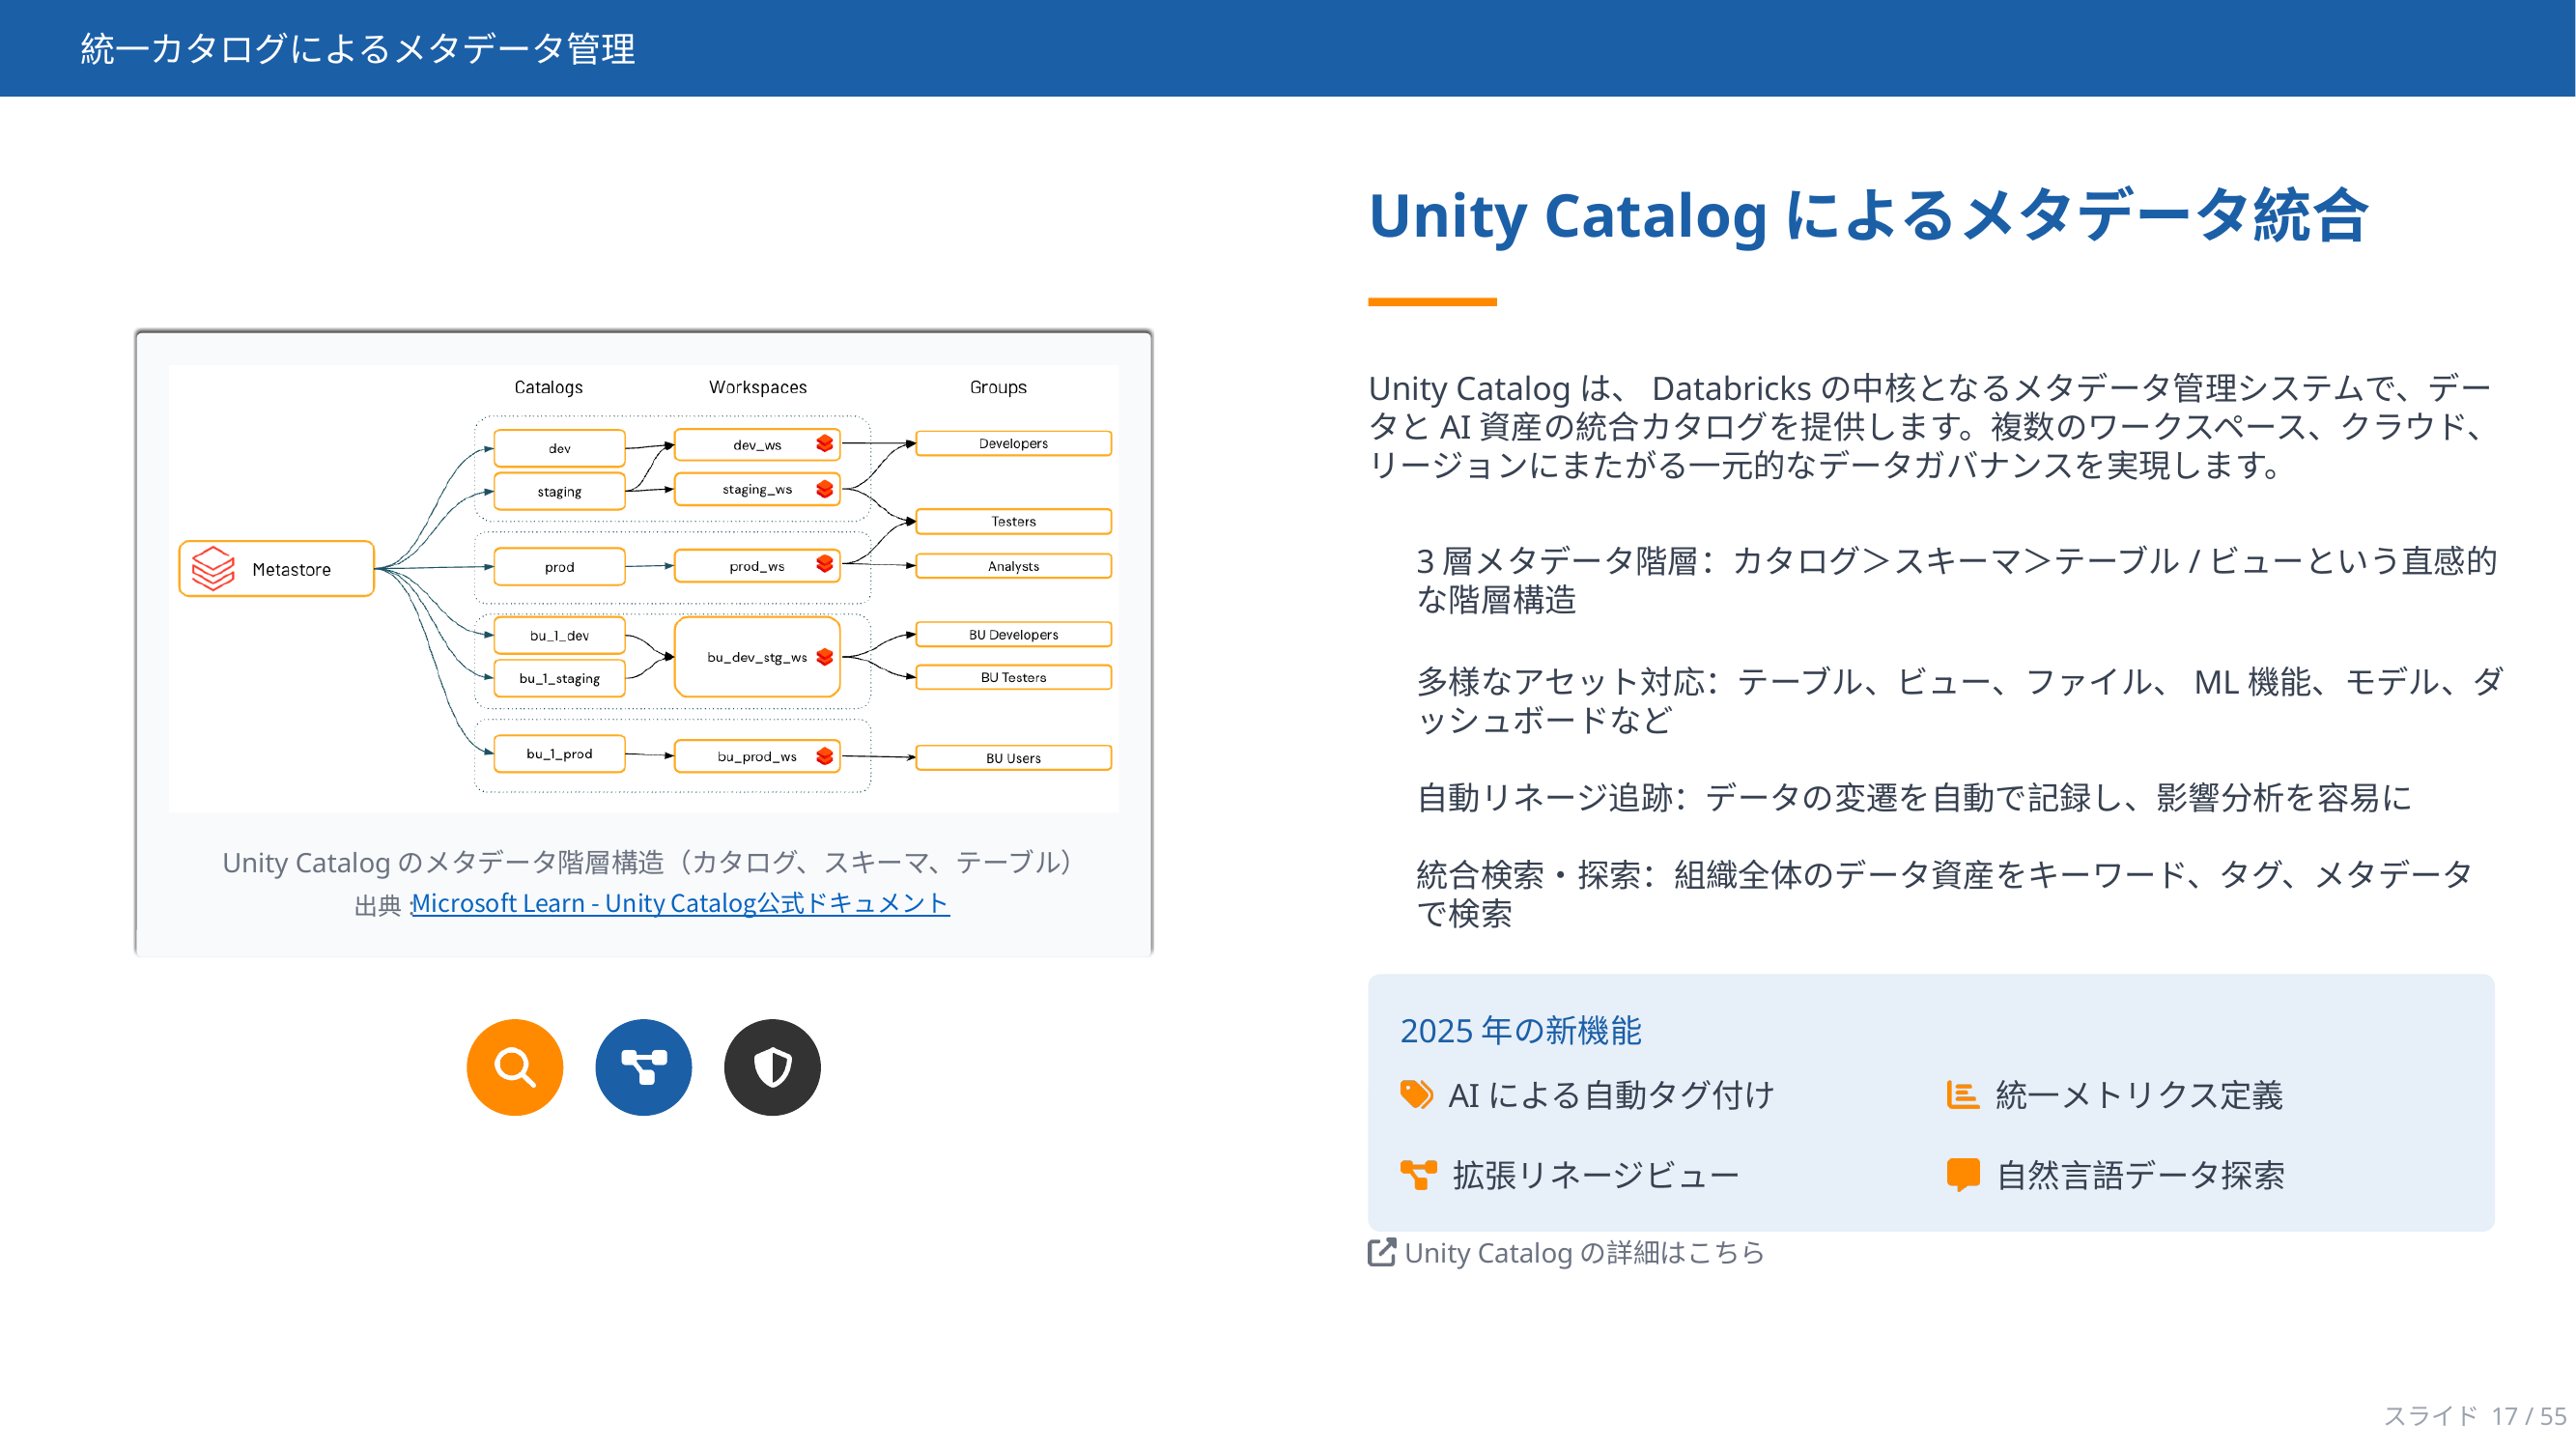 統一カタログによるメタデータ管理
Catalogs
Workspaces
Groups
Metastore
dev
staging
dev_ws
staging_ws
Developers
Testers
prod
prod_ws
Analysts
bu_1_dev
bu_1_staging
bu_dev_stg_ws
BU Developers
BU Testers
bu_1_prod
bu_prod_ws
BU Users
Unity Catalog のメタデータ階層構造（カタログ、スキーマ、テーブル）
出典 :Microsoft Learn - Unity Catalog公式ドキュメント
Unity Catalog によるメタデータ統合
Unity Catalog は、 Databricks の中核となるメタデータ管理システムで、デー
タと AI 資産の統合カタログを提供します。複数のワークスペース、クラウド、
リージョンにまたがる一元的なデータガバナンスを実現します。
3 層メタデータ階層：カタログ＞スキーマ＞テーブル / ビューという直感的
な階層構造
多様なアセット対応：テーブル、ビュー、ファイル、 ML 機能、モデル、ダ
ッシュボードなど
自動リネージ追跡：データの変遷を自動で記録し、影響分析を容易に
統合検索・探索：組織全体のデータ資産をキーワード、タグ、メタデータ
で検索
2025 年の新機能
AI による自動タグ付け
統一メトリクス定義
拡張リネージビュー
自然言語データ探索
Unity Catalog の詳細はこちら
スライド 17 / 55